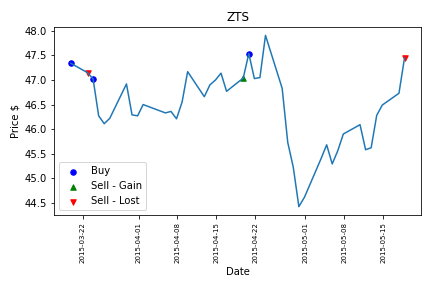 ZTS
Price $
48.0
47.5
47.0
46.5
46.0
45.5
45.0
44.5
Buy
Sell - Gain
Sell - Lost
2015-03-22
2015-04-01
2015-04-08
2015-04-15
2015-04-22
2015-05-01
2015-05-08
2015-05-15
Date